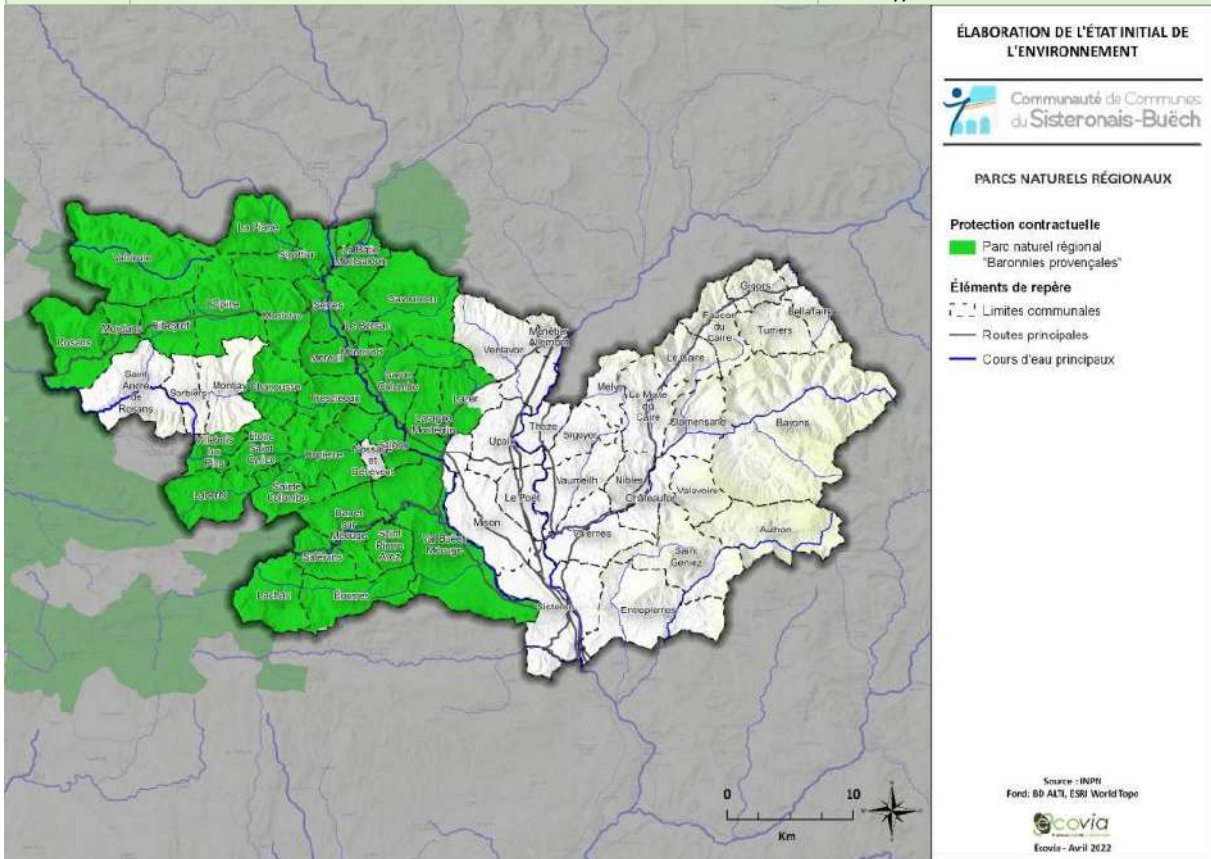 ÉLABORATION DE L'ÉTAT INITIAL DE
L'ENVIRONNEMENT
Communauté de Communes
du Sisteronais-Buëch
PARCS NATURELS RÉGIONAUX
Protection contractuelle
Parc naturel régional
"Baronnies provençales"
Éléments de repère
Limites communales
Routes principales
Cours d'eau principaux
La Piarre
Sigottier
Savournon
L'Épine
Serres
Montclus
Le Bersac
Ribeyret
Moydans
Rosans
Méreuil
Montrond
Ventavon
Monêtier
Allemont
Gigors
Bellaffaire
Faucon
du
Caire
Turriers
Le Caire
Saint
André de
Rosans
Sorbiers
Montjay
Chanousse
Trescléoux
Sainte
Colombe
Lazer
Laragne
Montéglin
Melve
La Motte
du
Caire
Clamensane
Bayons
Upaix
Thèze
Sigoyer
Étoile
Saint
Cyrice
Orpierre
Laborel
Sainte
Colombe
Barret
sur
Méouge
Saint
Pierre
Avez
Val Buëch
Méouge
Salérans
Lachau
Éourres
Le Poët
Mison
Vaumeilh
Nibles
Châteaufort
Valavoire
Valernes
Authon
Saint
Geniez
Entrepierres
Sisteron
0 10
Km
Source : INPN
Fond: BD ALTI, ESRI World Topo
ecovia
Ecovia - Avril 2022